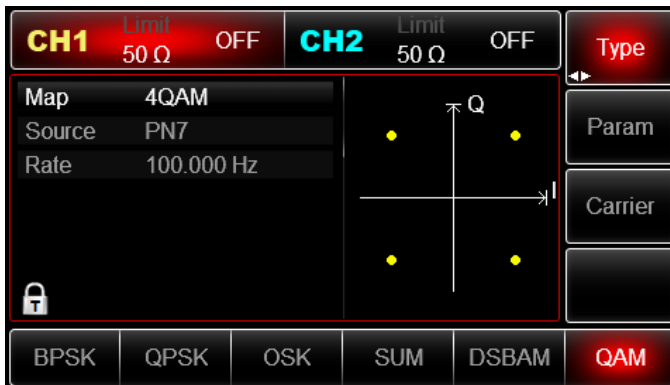 CH1 Limit 50 Ω OFF CH2 Limit 50 Ω OFF Type
Map 4QAM
Source PN7
Rate 100.000 Hz
Q
I
T
Param
Carrier
BPSK QPSK OSK SUM DSBAM QAM